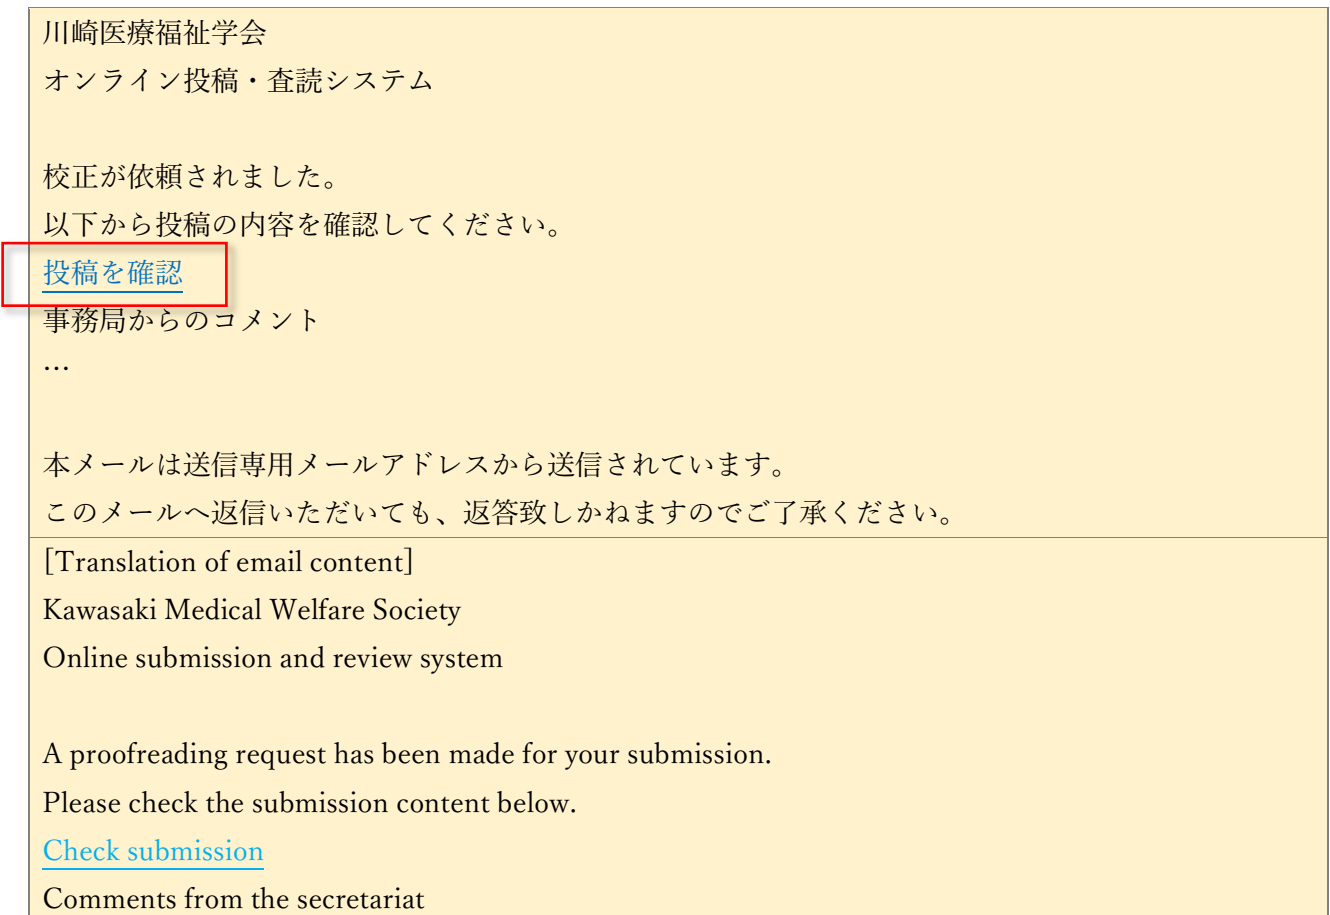 川崎医療福祉学会
オンライン投稿・査読システム
校正が依頼されました。
以下から投稿の内容を確認してください。
投稿を確認
事務局からのコメント
…
本メールは送信専用メールアドレスから送信されています。
このメールへ返信いただいても、返答致しかねますのでご了承ください。
[Translation of email content]
Kawasaki Medical Welfare Society
Online submission and review system
A proofreading request has been made for your submission.
Please check the submission content below.
Check submission
Comments from the secretariat